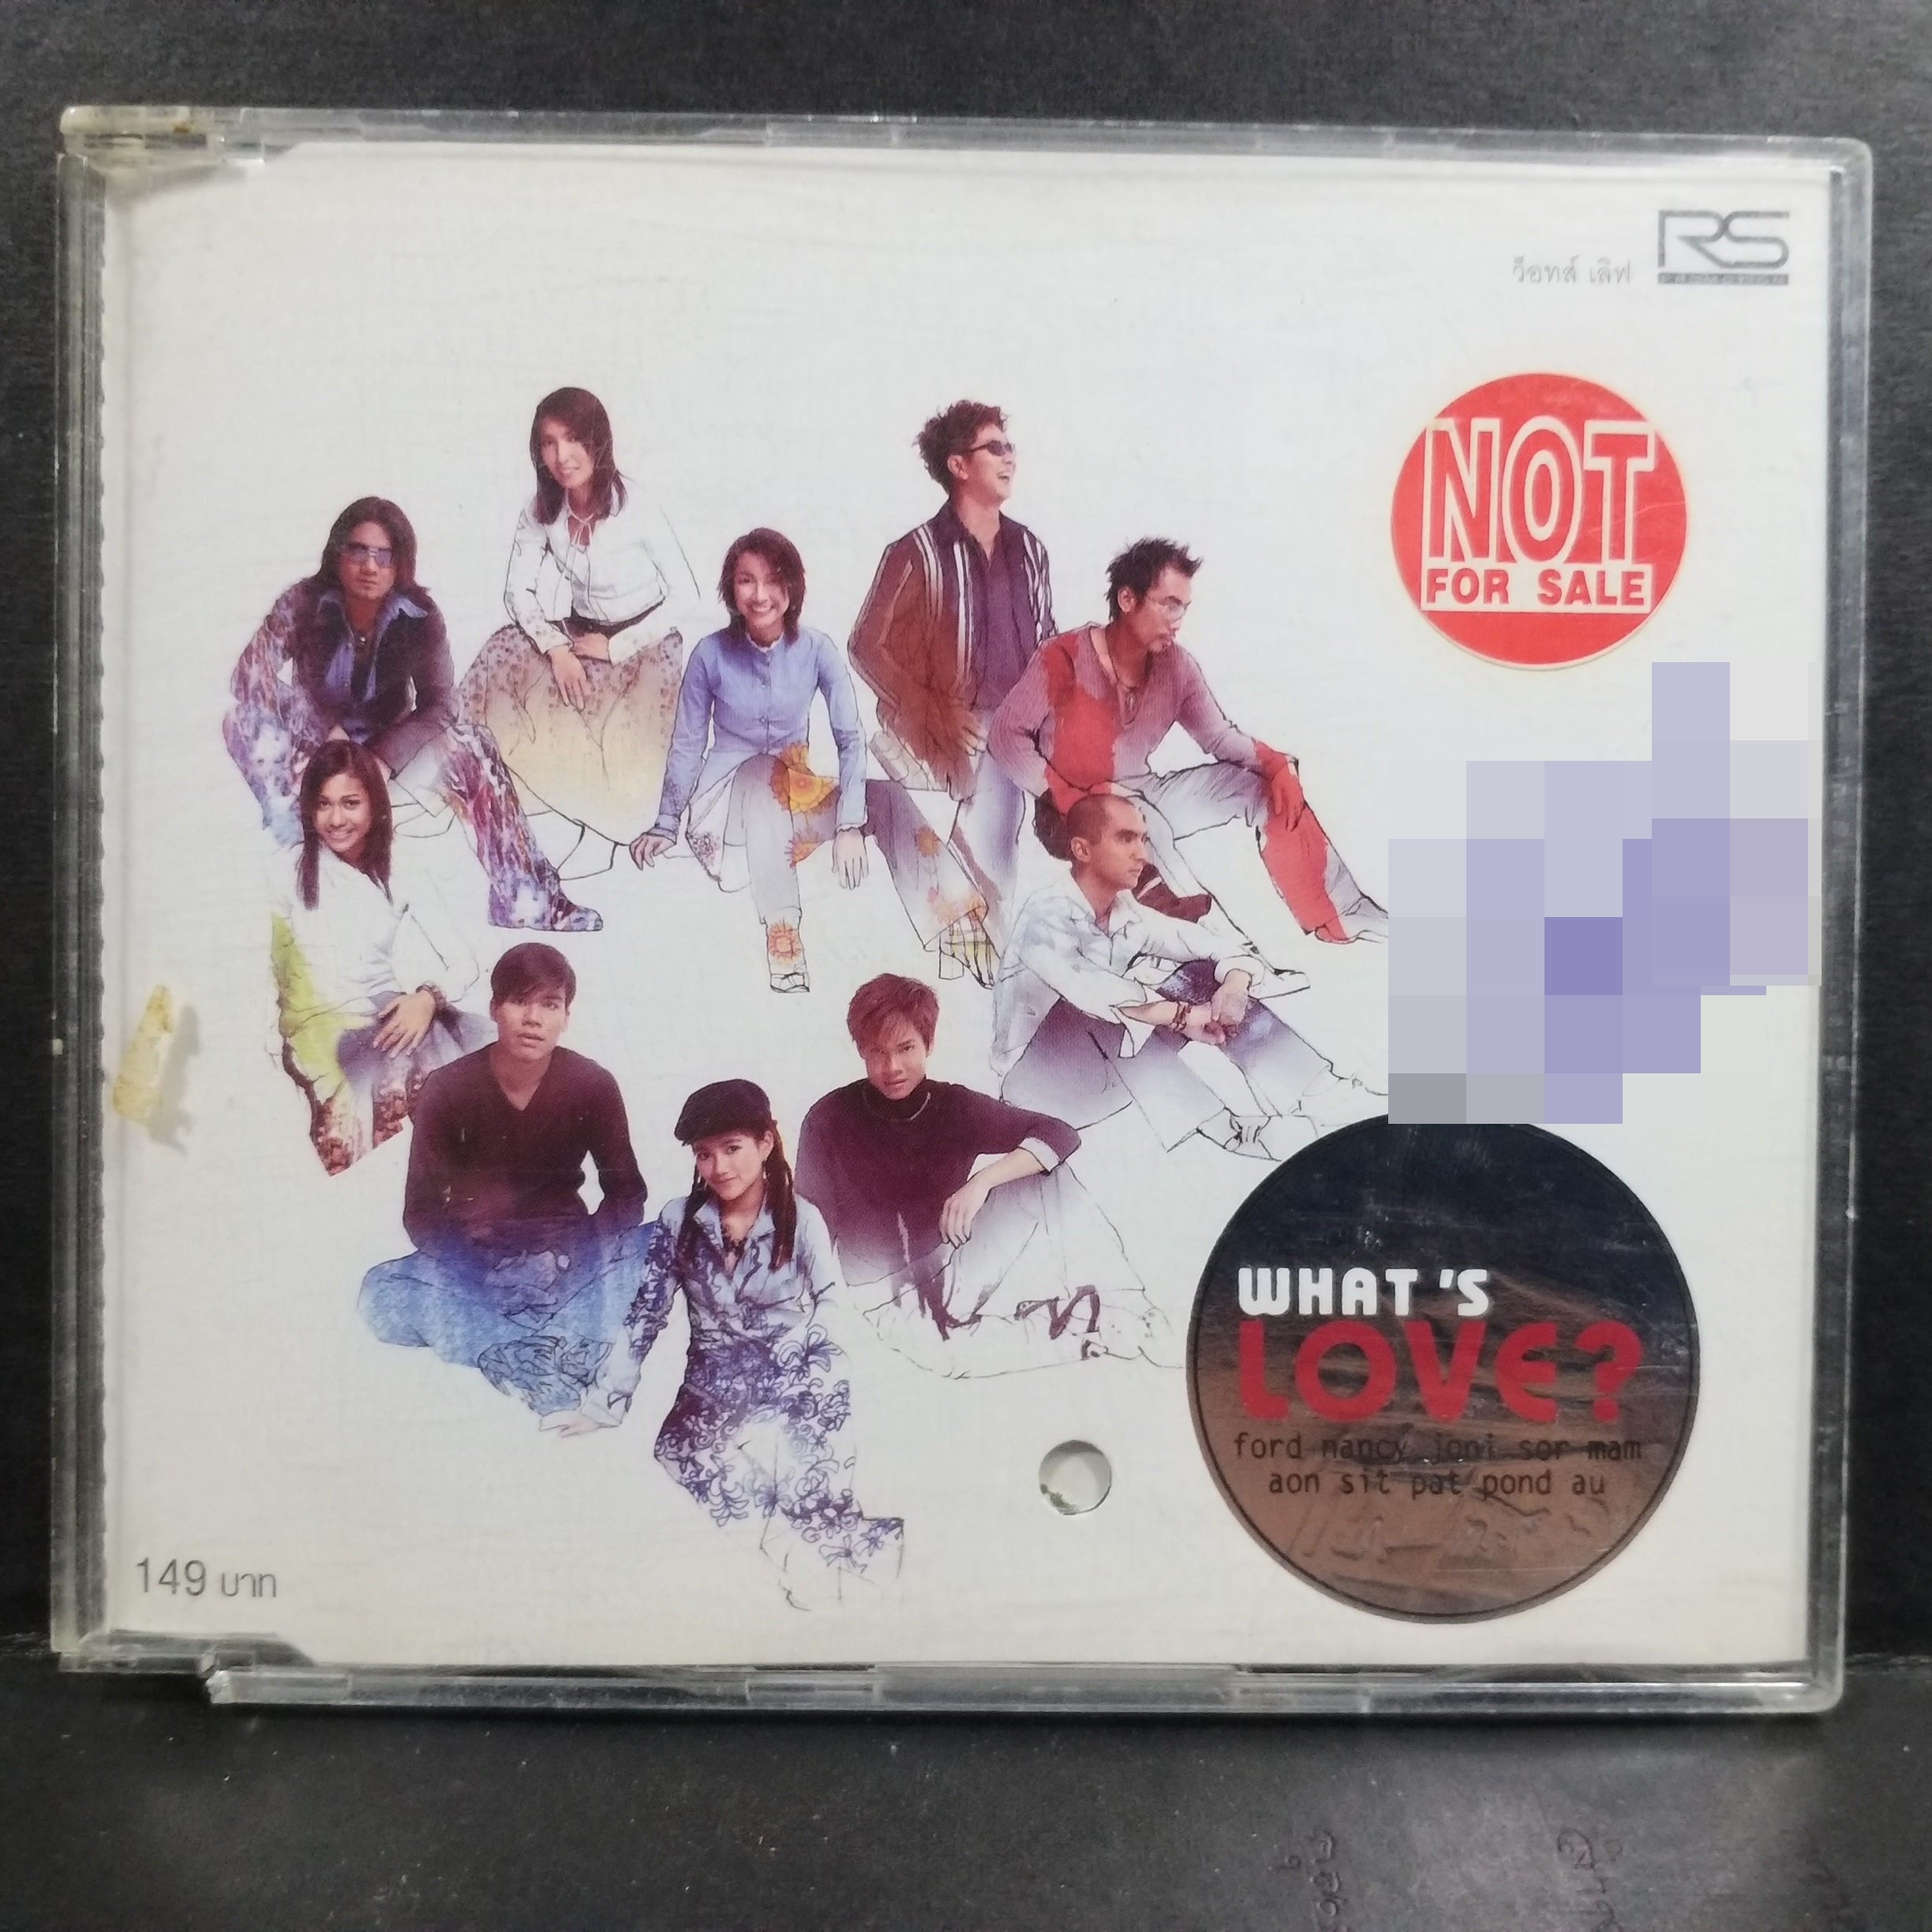 ว็อทส์ เลิฟ
RS
PROMOTION
NOT
FOR SALE
WHAT'S
LOVE?
ford nancy joni sor mam
aon sit pat pond au
149 บาท